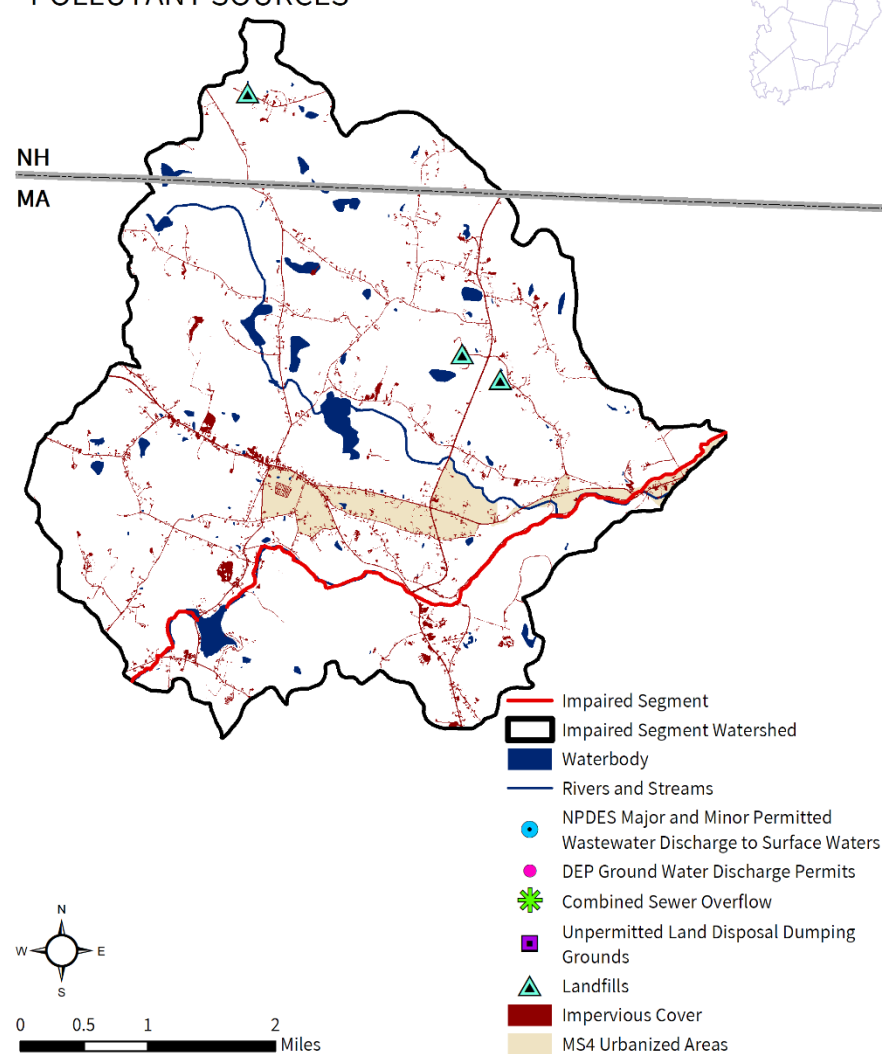 POLLUTANT SOURCES
NH
MA
Impaired Segment
Impaired Segment Watershed
Waterbody
Rivers and Streams
NPDES Major and Minor Permitted
Wastewater Discharge to Surface Waters
DEP Ground Water Discharge Permits
Combined Sewer Overflow
Unpermitted Land Disposal Dumping
Grounds
Landfills
Impervious Cover
MS4 Urbanized Areas
N
W E
S
0 0.5 1 2
Miles